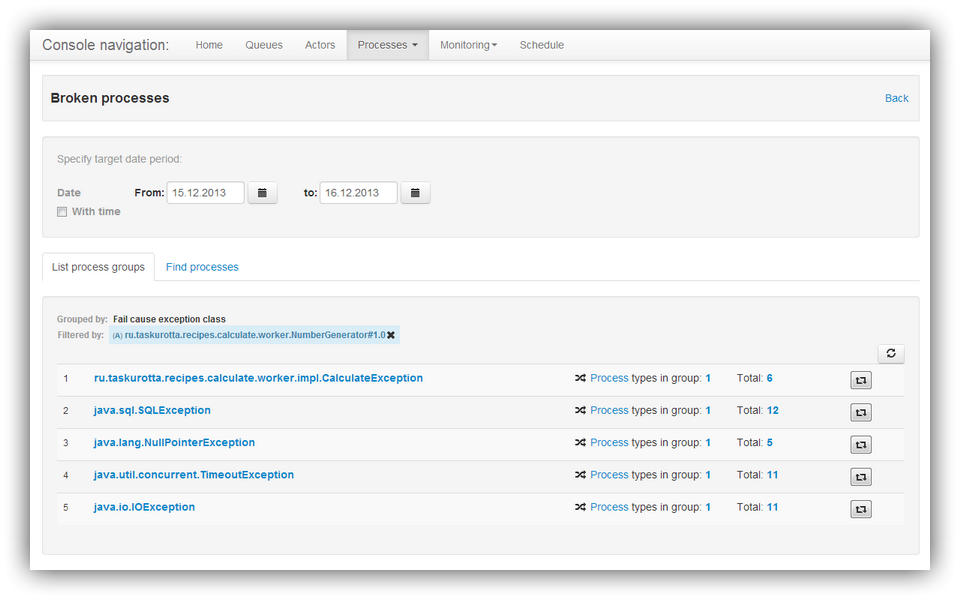 Console navigation: Home Queues Actors Processes Monitoring Schedule
Broken processes Back
Specify target date period:
Date From: 15.12.2013 to: 16.12.2013
With time
List process groups Find processes
Grouped by: Fail cause exception class
Filtered by: (A) ru.taskurotta.recipes.calculate.worker.NumberGenerator#1.0
1 ru.taskurotta.recipes.calculate.worker.impl.CalculateException Process types in group: 1 Total: 6
2 java.sql.SQLException Process types in group: 1 Total: 12
3 java.lang.NullPointerException Process types in group: 1 Total: 5
4 java.util.concurrent.TimeoutException Process types in group: 1 Total: 11
5 java.io.IOException Process types in group: 1 Total: 11